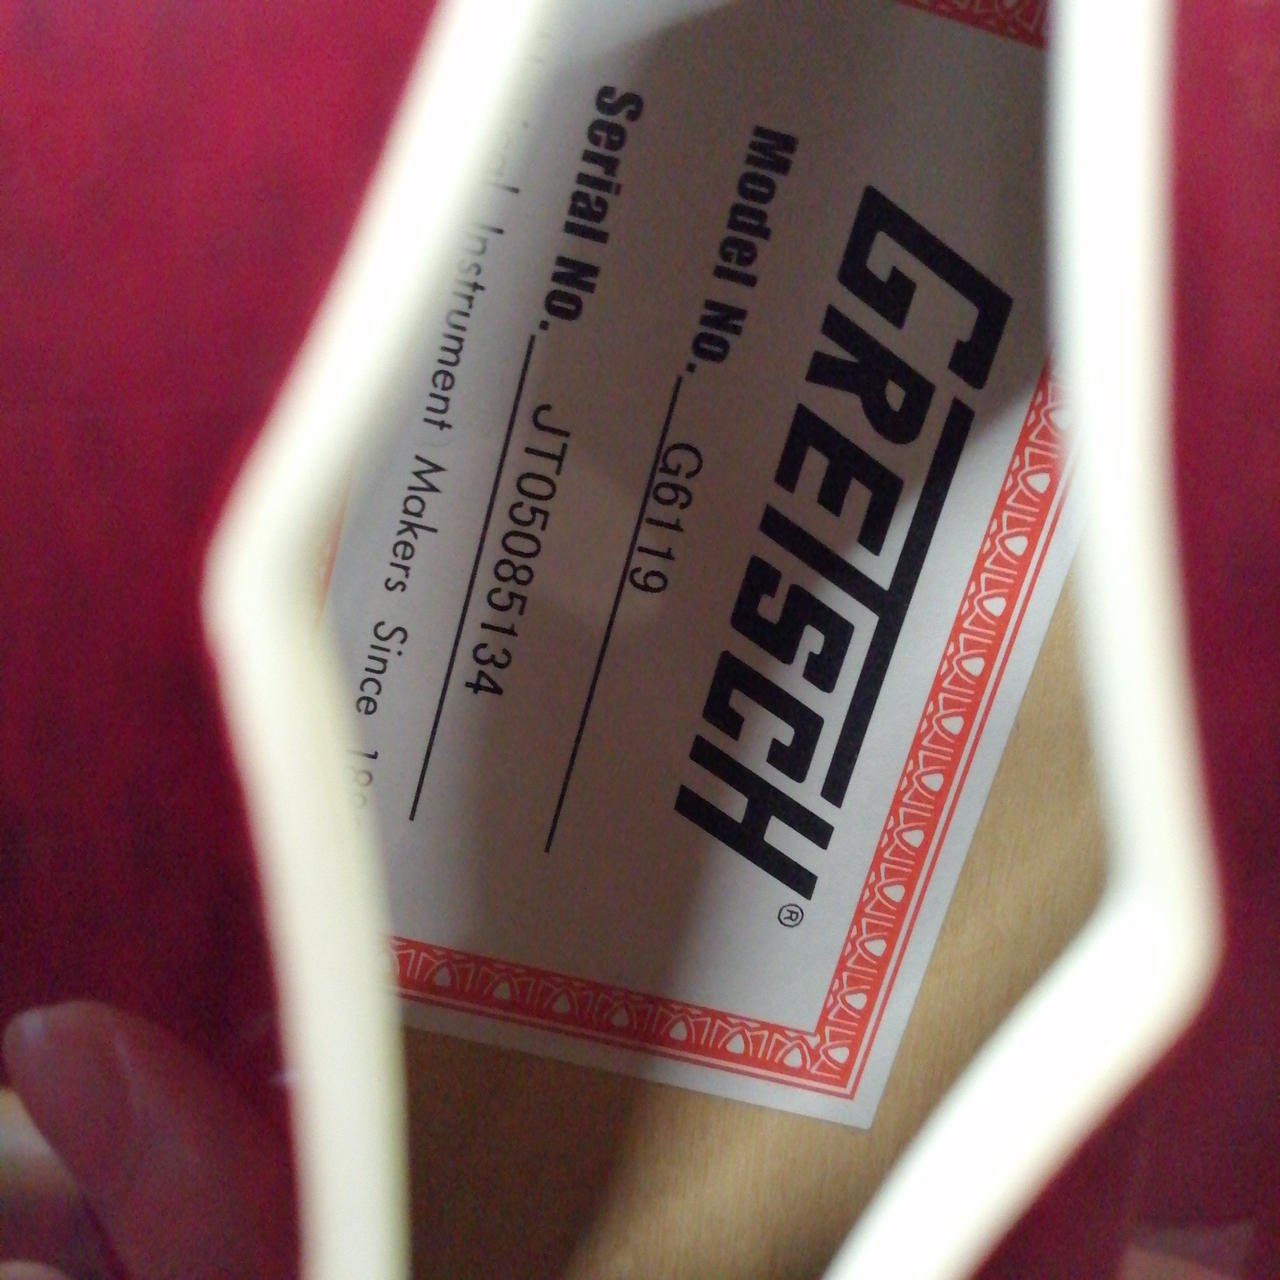 GRETSCH®
Model No. G6119
Serial No. JT05085134
Instrument Makers Since